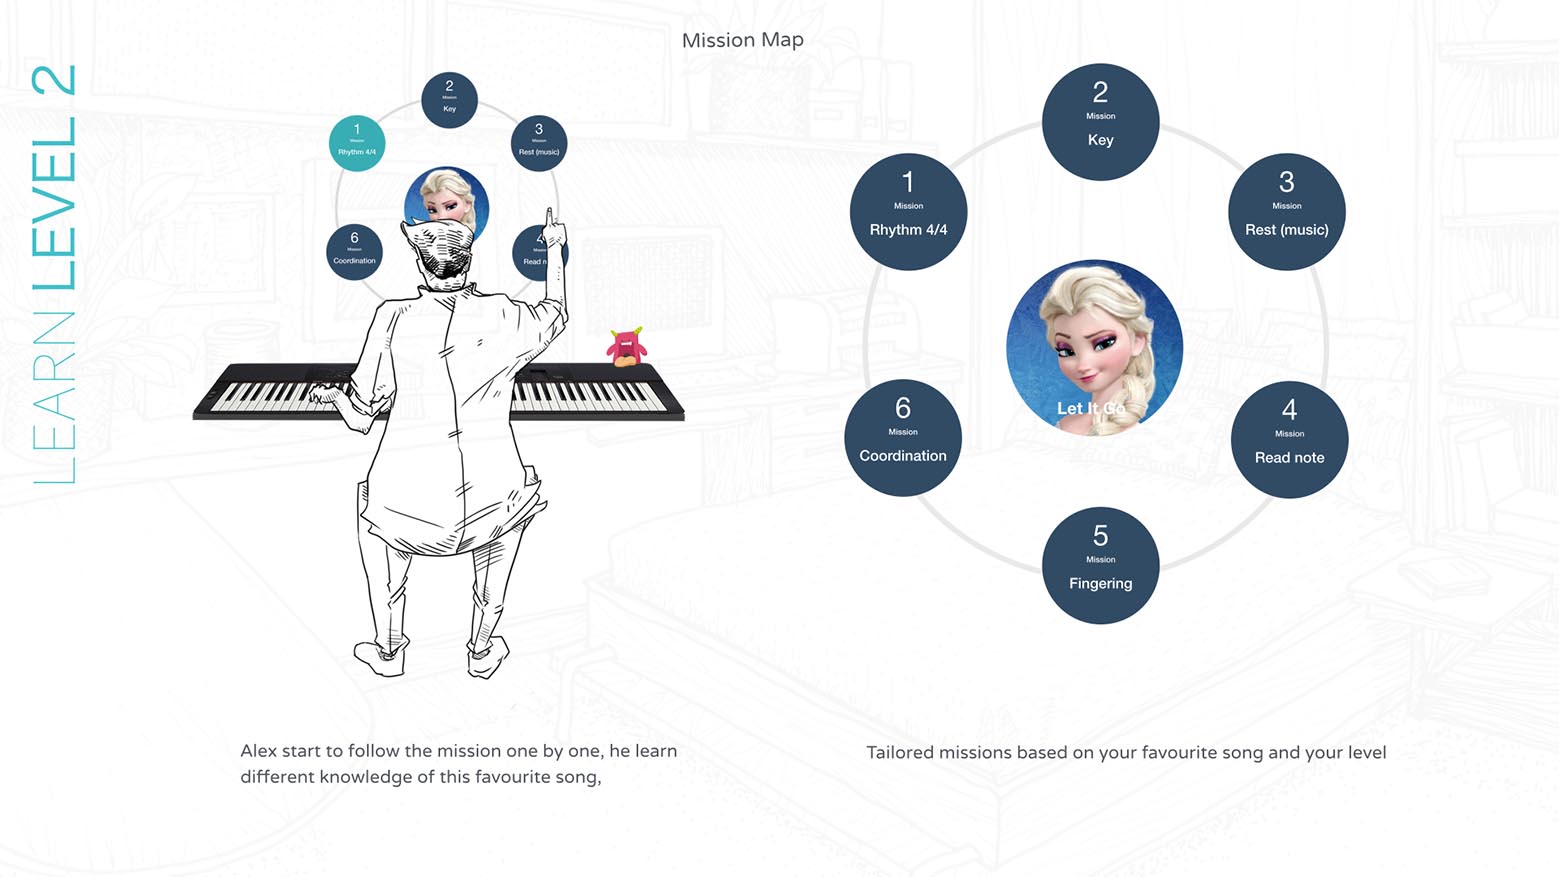 Mission Map
LEARN LEVEL 2
2
Mission
Key
1
Mission
Rhythm 4/4
3
Mission
Rest (music)
6
Mission
Coordination
4
Read
Alex start to follow the mission one by one, he learn
different knowledge of this favourite song,
2
Mission
Key
1
Mission
Rhythm 4/4
3
Mission
Rest (music)
Let It Go
6
Mission
Coordination
4
Mission
Read note
5
Mission
Fingering
Tailored missions based on your favourite song and your level